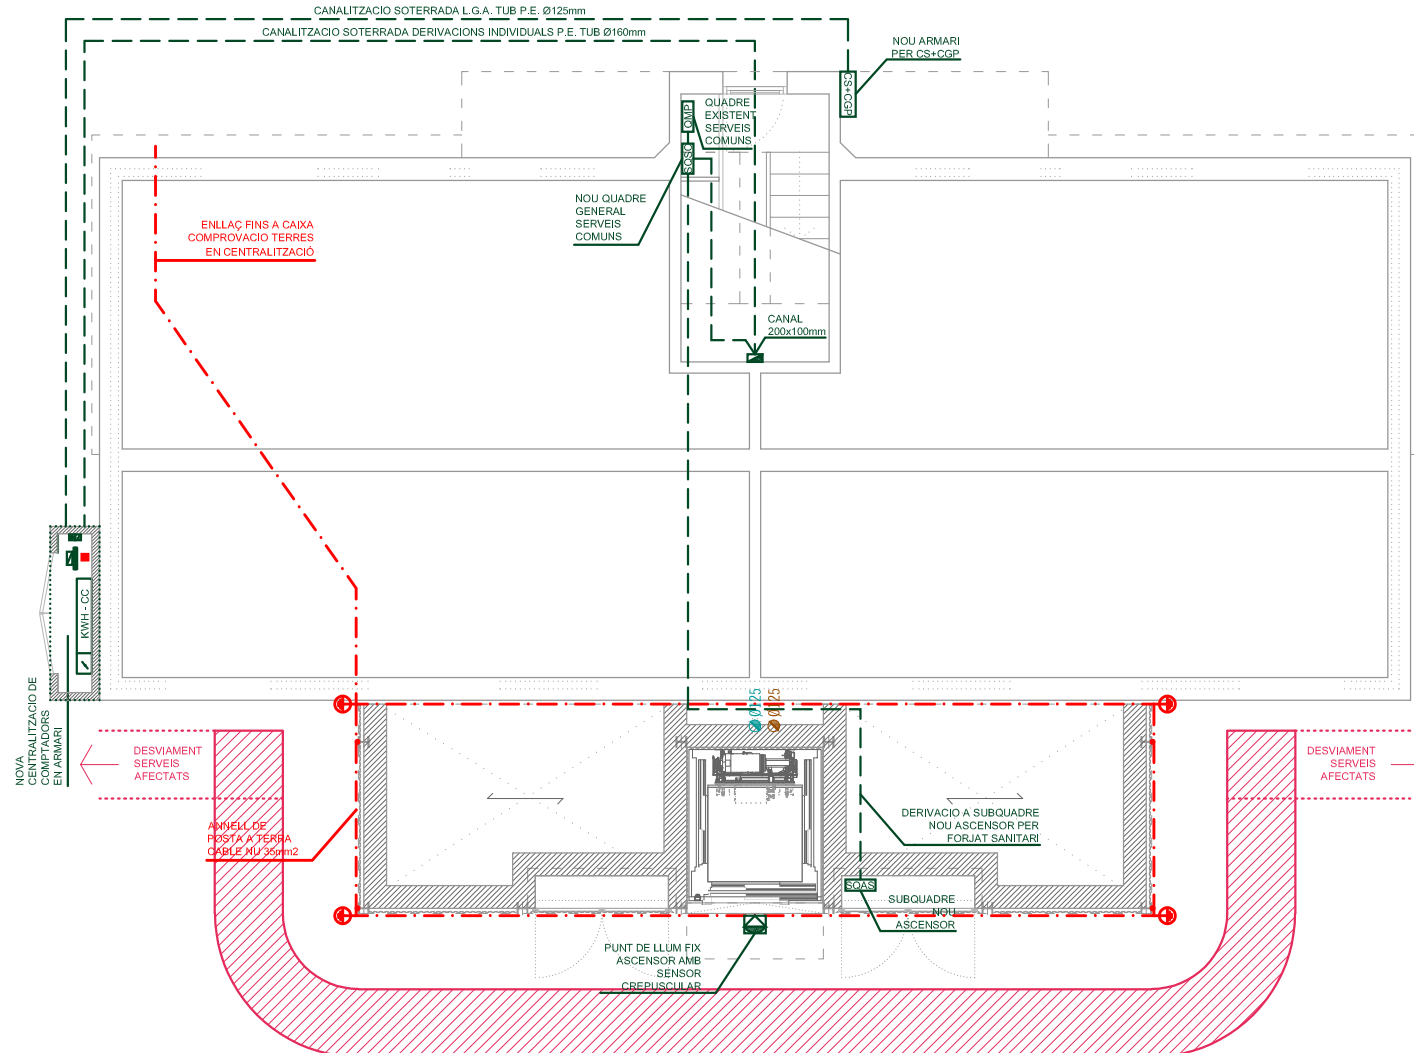 CANALITZACIO SOTERRADA L.G.A. TUB P.E. Ø125mm
CANALITZACIO SOTERRADA DERIVACIONS INDIVIDUALS P.E. TUB Ø160mm
NOU ARMARI
PER CS+CGP
CS+CGP
QUADRE
EXISTENT
SERVEIS
COMUNS
QMP
SQSC
NOU QUADRE
GENERAL
SERVEIS
COMUNS
ENLLAÇ FINS A CAIXA
COMPROVACIO TERRES
EN CENTRALITZACIÓ
CANAL
200x100mm
KWH - CC
NOVA
CENTRALITZACIO DE
COMPTADORS
EN ARMARI
DESVIAMENT
SERVEIS
AFECTATS
Ø125
Ø125
DESVIAMENT
SERVEIS
AFECTATS
ANNELL DE
POSTA A TERRA
CABLE NU 35mm2
DERIVACIO A SUBQUADRE
NOU ASCENSOR PER
FORJAT SANITARI
SQAS
SUBQUADRE
NOU
ASCENSOR
PUNT DE LLUM FIX
ASCENSOR AMB
SENSOR
CREPUSCULAR